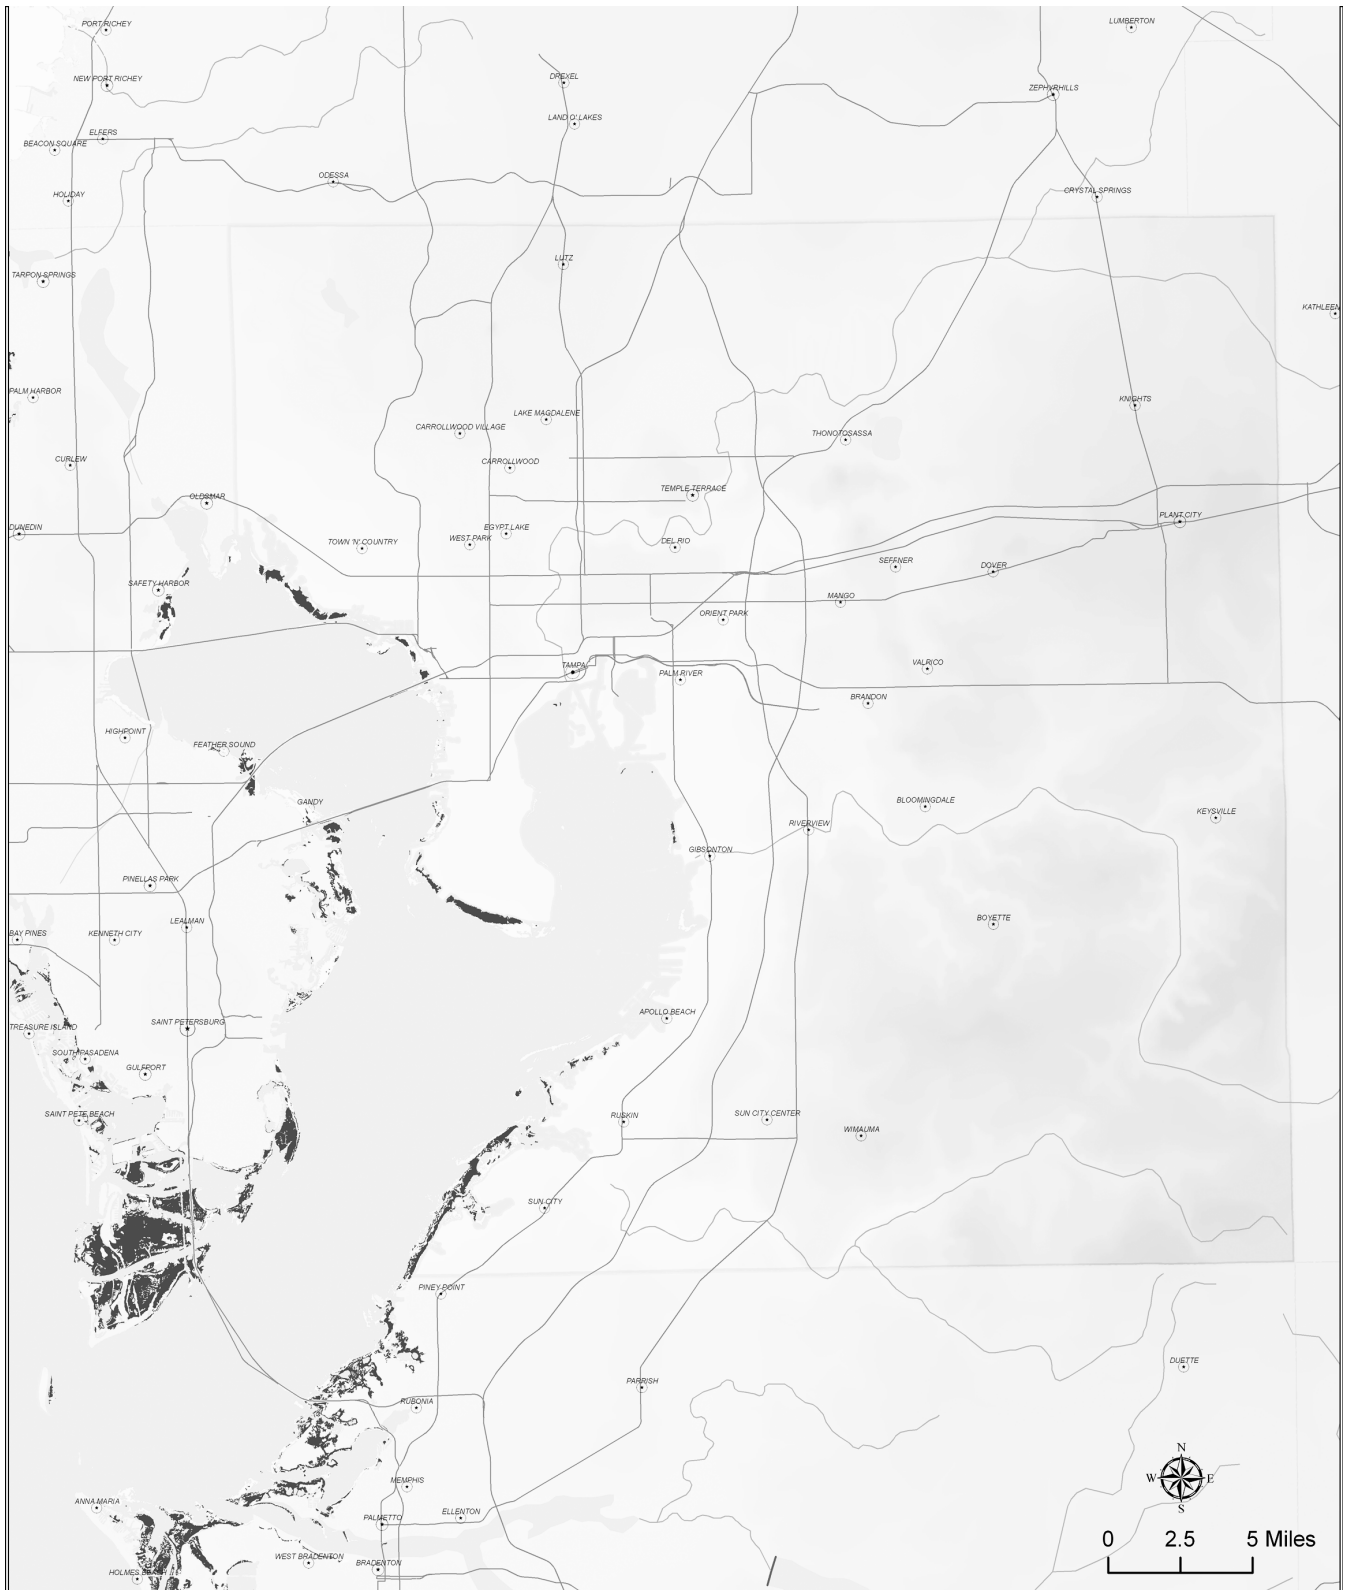 PORT RICHEY
LUMBERTON
NEW PORT RICHEY
DREXEL
ZEPHYRHILLS
LAND O' LAKES
ELFERS
BEACON SQUARE
ODESSA
HOLIDAY
CRYSTAL SPRINGS
LUTZ
TARPON SPRINGS
KATHLEEN
PALM HARBOR
KNIGHTS
LAKE MAGDALENE
CARROLLWOOD VILLAGE
THONOTOSASSA
CURLEW
CARROLLWOOD
TEMPLE TERRACE
OLDSMAR
PLANT CITY
DUNEDIN
EGYPT LAKE
WEST PARK
TOWN 'N' COUNTRY
DEL RIO
SEFFNER
DOVER
SAFETY HARBOR
MANGO
ORIENT PARK
TAMPA
VALRICO
PALM RIVER
BRANDON
HIGHPOINT
FEATHER SOUND
GANDY
BLOOMINGDALE
KEYSVILLE
RIVERVIEW
GIBSONTON
PINELLAS PARK
LEALMAN
BOYETTE
BAY PINES
KENNETH CITY
APOLLO BEACH
SAINT PETERSBURG
TREASURE ISLAND
SOUTH PASADENA
GULFPORT
SAINT PETE BEACH
RUSKIN
SUN CITY CENTER
WIMAUMA
SUN CITY
PINEY POINT
DUETTE
PARRISH
RUBONIA
N
W E
S
MEMPHIS
ANNA MARIA
PALMETTO
ELLENTON
0 2.5 5 Miles
WEST BRADENTON
BRADENTON
HOLMES BEACH